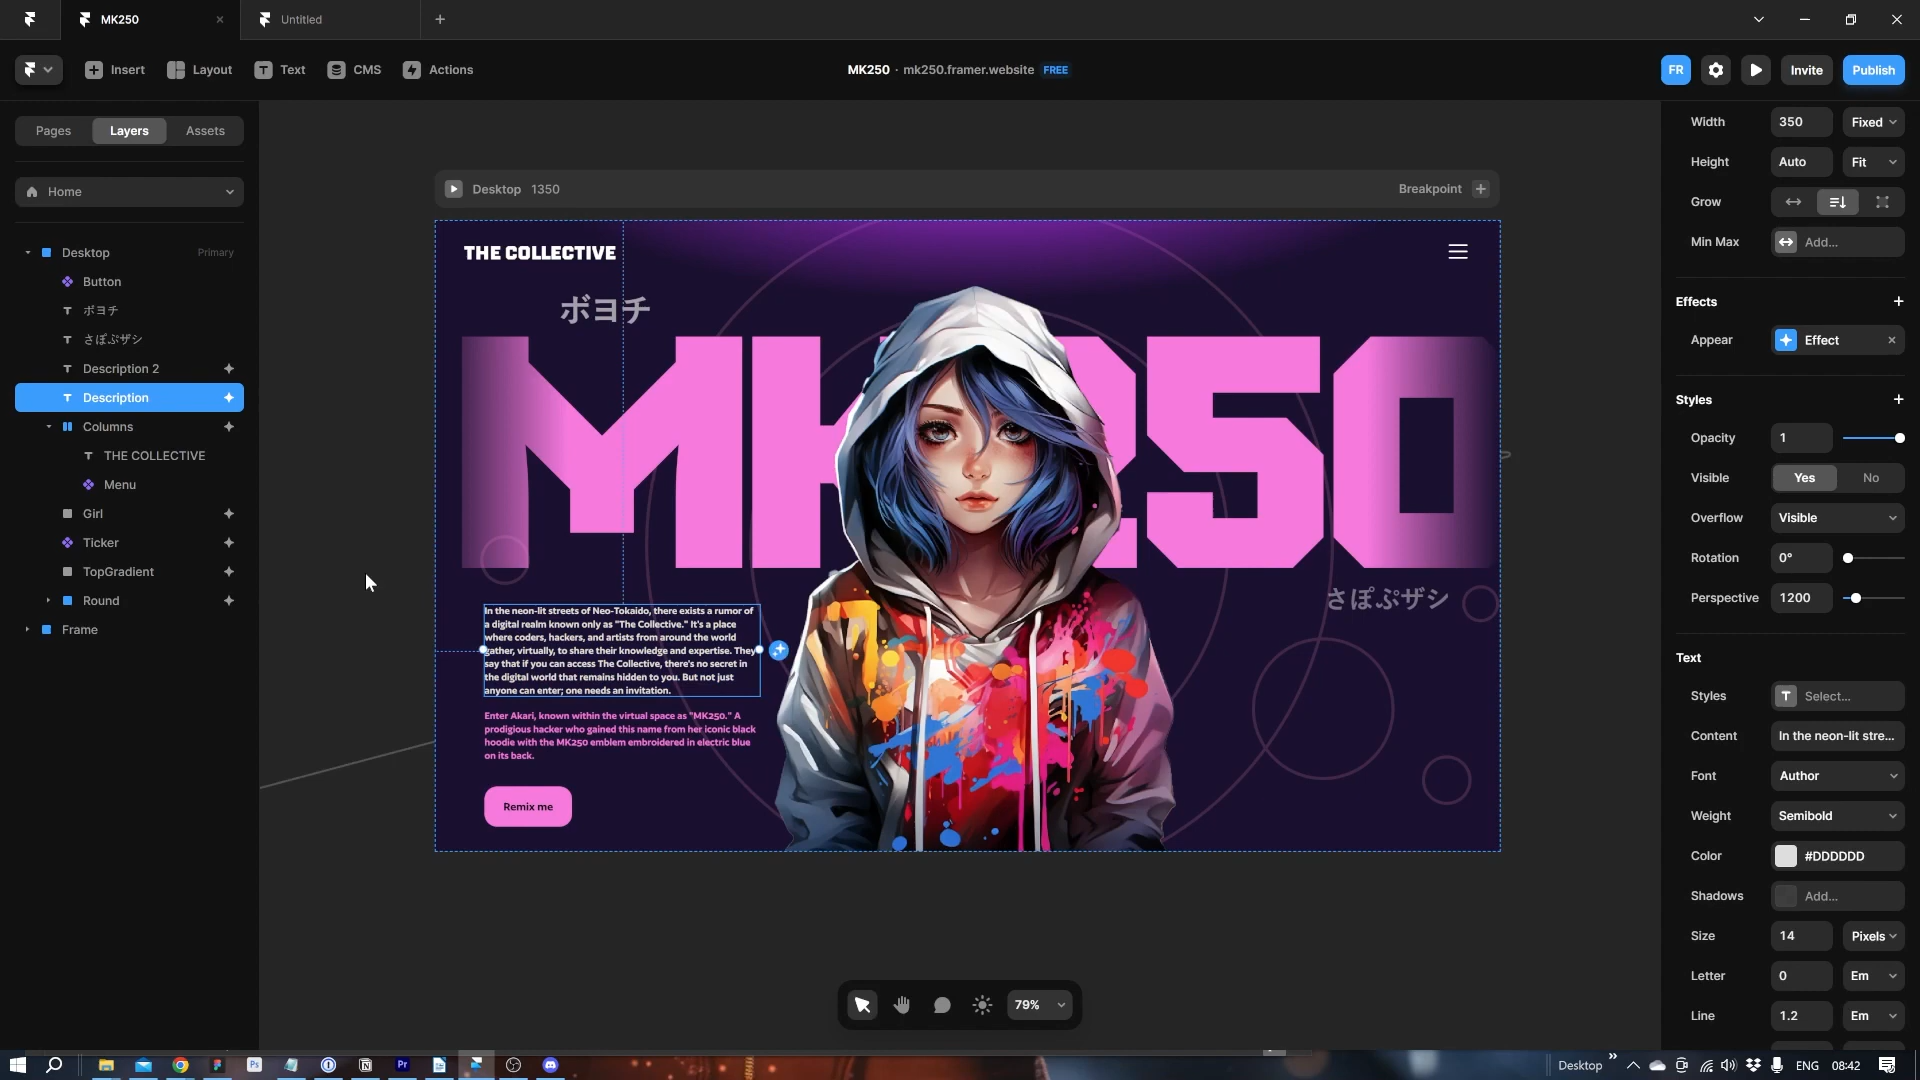 MK250
Untitled
Insert
Layout
Text
CMS
Actions
MK250 · mk250.framer.website FREE
FR
Invite
Publish
Pages
Layers
Assets
Home
Desktop Primary
Button
ボヨチ
さぽぷザシ
Description 2
Description
Columns
THE COLLECTIVE
Menu
Girl
Ticker
TopGradient
Round
Frame
Desktop 1350
Breakpoint
THE COLLECTIVE
ボヨチ
MK250
さぽぷザシ
In the neon-lit streets of Neo-Tokaido, there exists a rumor of
a digital realm known only as "The Collective." It's a place
where coders, hackers, and artists from around the world
gather, virtually, to share their knowledge and expertise. They
say that if you can access The Collective, there's no secret in
the digital world that remains hidden to you. But not just
anyone can enter; one needs an invitation.
Enter Akari, known within the virtual space as "MK250." A
prodigious hacker who gained this name from her iconic black
hoodie with the MK250 emblem embroidered in electric blue
on its back.
Remix me
79%
Width 350 Fixed
Height Auto Fit
Grow
Min Max Add...
Effects
Appear Effect
Styles
Opacity 1
Visible Yes No
Overflow Visible
Rotation 0°
Perspective 1200
Text
Styles Select...
Content In the neon-lit stre...
Font Author
Weight Semibold
Color #DDDDDD
Shadows Add...
Size 14 Pixels
Letter 0 Em
Line 1.2 Em
Desktop
ENG
08:42